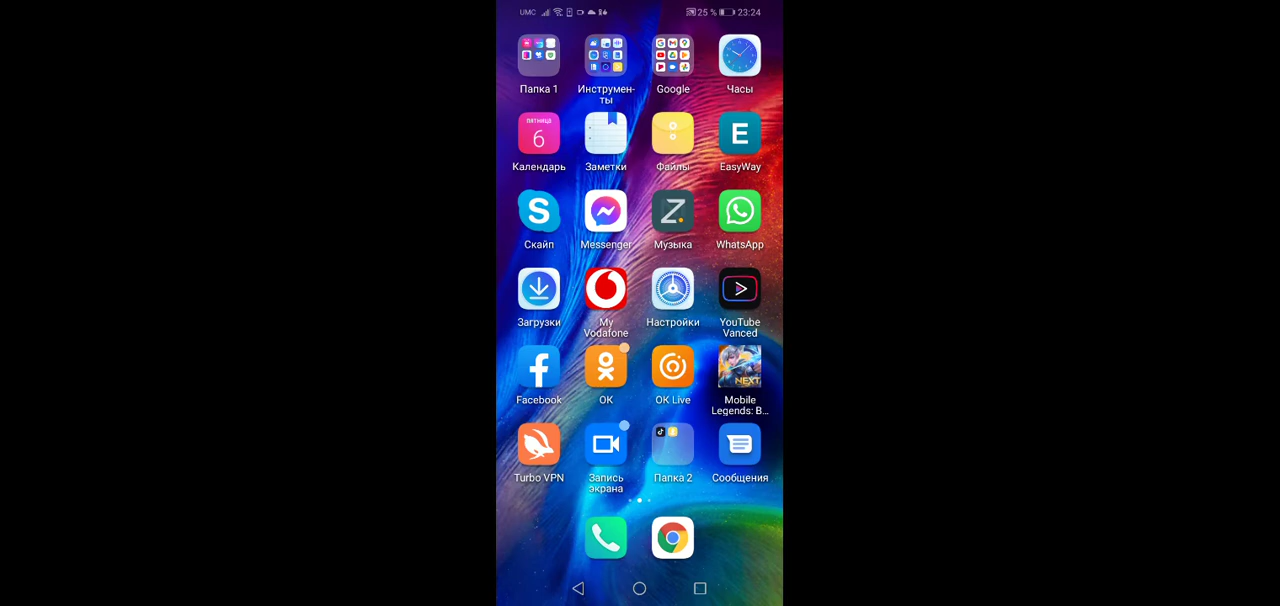 UMC 25 % 23:24
Папка 1
Инструмен-
ты
Google
Часы
ПЯТНИЦА
6
E
Календарь
Заметки
Файлы
EasyWay
S
Z
Скайп
Messenger
Музыка
WhatsApp
Загрузки
My
Vodafone
Настройки
YouTube
Vanced
NEXT
Facebook
ОК
OK Live
Mobile
Legends: B...
Turbo VPN
Запись
экрана
Папка 2
Сообщения